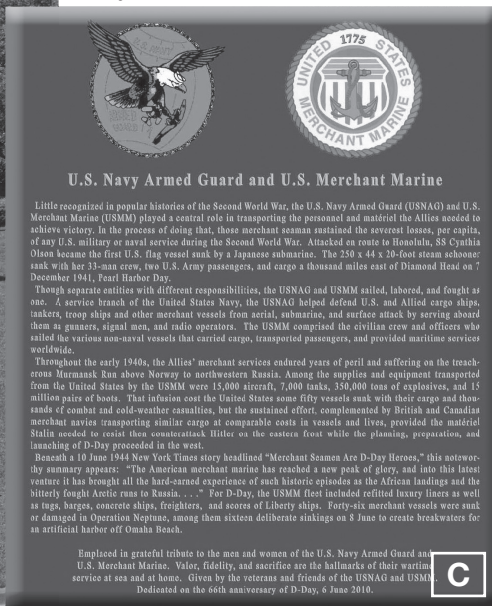 UNITED STATES
1775
MERCHANT MARINE
U.S. Navy Armed Guard and U.S. Merchant Marine
Little recognized in popular histories of the Second World War, the U.S. Navy Armed Guard (USNAG) and U.S.
Merchant Marine (USMM) played a central role in transporting the personnel and matériel the Allies needed to
achieve victory. In the process of doing that, those merchant seaman sustained the severest losses, per capita,
of any U.S. military or naval service during the Second World War. Attacked en route to Honolulu, SS Cynthia
Olson became the first U.S. flag vessel sunk by a Japanese submarine. The 250 x 44 x 20-foot steam schooner
sank with her 33-man crew, two U.S. Army passengers, and cargo a thousand miles east of Diamond Head on 7
December 1941, Pearl Harbor Day.
Though separate entities with different responsibilities, the USNAG and USMM sailed, labored, and fought as
one. A service branch of the United States Navy, the USNAG helped defend U.S. and Allied cargo ships,
tankers, troop ships and other merchant vessels from aerial, submarine, and surface attack by serving aboard
them as gunners, signal men, and radio operators. The USMM comprised the civilian crew and officers who
sailed the various non-naval vessels that carried cargo, transported passengers, and provided maritime services
worldwide.
Throughout the early 1940s, the Allies' merchant services endured years of peril and suffering on the treach-
erous Murmansk Run above Norway to northwestern Russia. Among the supplies and equipment transported
from the United States by the USMM were 15,000 aircraft, 7,000 tanks, 350,000 tons of explosives, and 15
million pairs of boots. That infusion cost the United States some fifty vessels sunk with their cargo and thou-
sands of combat and cold-weather casualties, but the sustained effort, complemented by British and Canadian
merchant navies transporting similar cargo at comparable costs in vessels and lives, provided the matériel
Stalin needed to resist then counterattack Hitler on the eastern front while the planning, preparation, and
launching of D-Day proceeded in the west.
Beneath a 10 June 1944 New York Times story headlined "Merchant Seamen Are D-Day Heroes," this notewor-
thy summary appears: "The American merchant marine has reached a new peak of glory, and into this latest
venture it has brought all the hard-earned experience of such historic episodes as the African landings and the
bitterly fought Arctic runs to Russia. . . ." For D-Day, the USMM fleet included refitted luxury liners as well
as tugs, barges, concrete ships, freighters, and scores of Liberty ships. Forty-six merchant vessels were sunk
or damaged in Operation Neptune, among them sixteen deliberate sinkings on 8 June to create breakwaters for
an artificial harbor off Omaha Beach.
Emplaced in grateful tribute to the men and women of the U.S. Navy Armed Guard and
U.S. Merchant Marine. Valor, fidelity, and sacrifice are the hallmarks of their wartime
service at sea and at home. Given by the veterans and friends of the USNAG and USMM.
Dedicated on the 66th anniversary of D-Day, 6 June 2010.
C